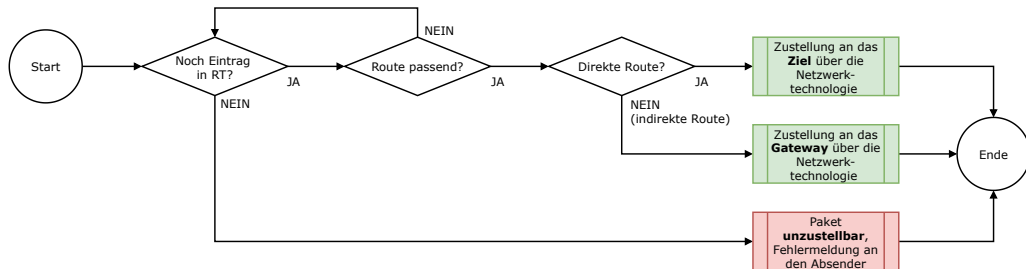 Start
Noch Eintrag
in RT?
JA
NEIN
Route passend?
NEIN
JA
Direkte Route?
JA
NEIN
(indirekte Route)
Zustellung an das
Ziel über die
Netzwerk-
technologie
Zustellung an das
Gateway über die
Netzwerk-
technologie
Paket
unzustellbar,
Fehlermeldung an
den Absender
Ende